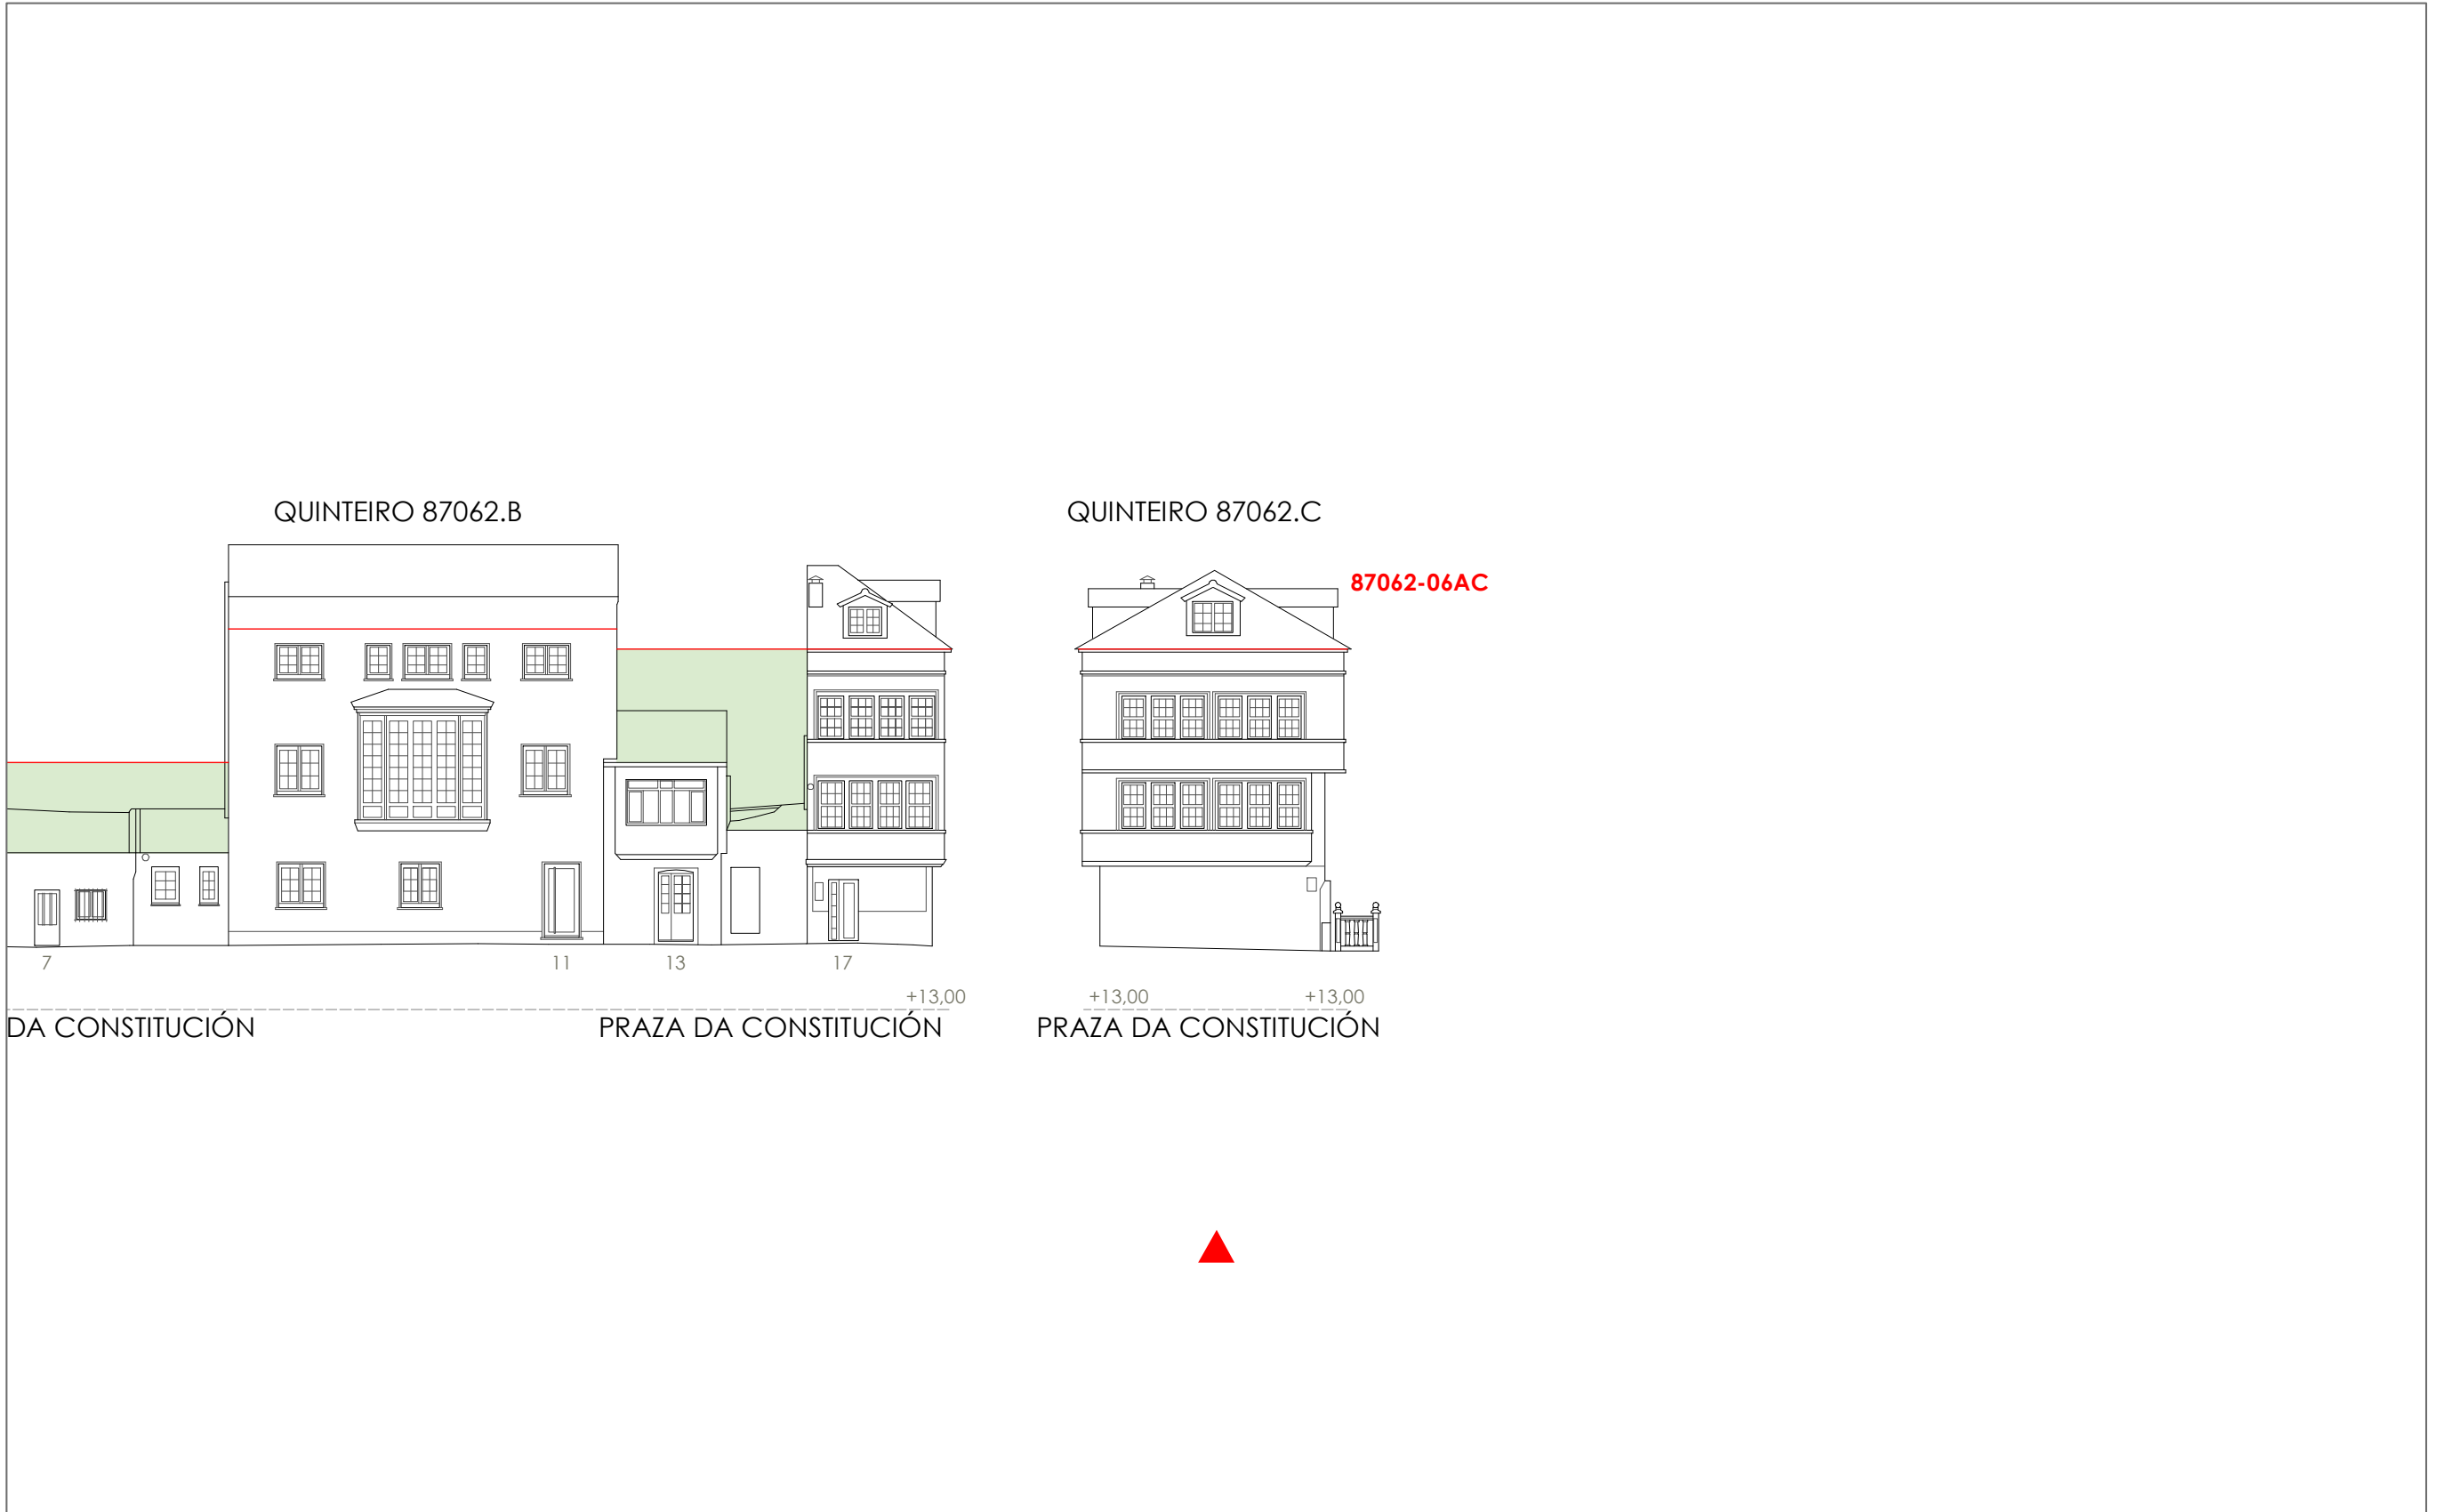 QUINTEIRO 87062.B
QUINTEIRO 87062.C
87062-06AC
7
11
13
17
+13,00
+13,00
+13,00
DA CONSTITUCIÓN
PRAZA DA CONSTITUCIÓN
PRAZA DA CONSTITUCIÓN